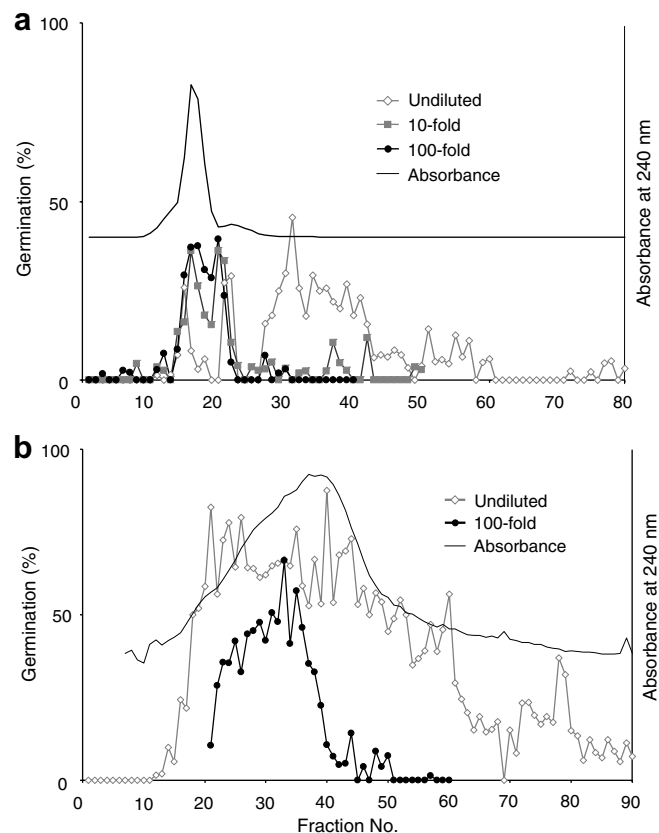 a
100
50
0
Germination (%)
Absorbance at 240 nm
Undiluted
10-fold
100-fold
Absorbance
0 10 20 30 40 50 60 70 80
b
100
50
0
Germination (%)
Absorbance at 240 nm
Undiluted
100-fold
Absorbance
0 10 20 30 40 50 60 70 80 90
Fraction No.